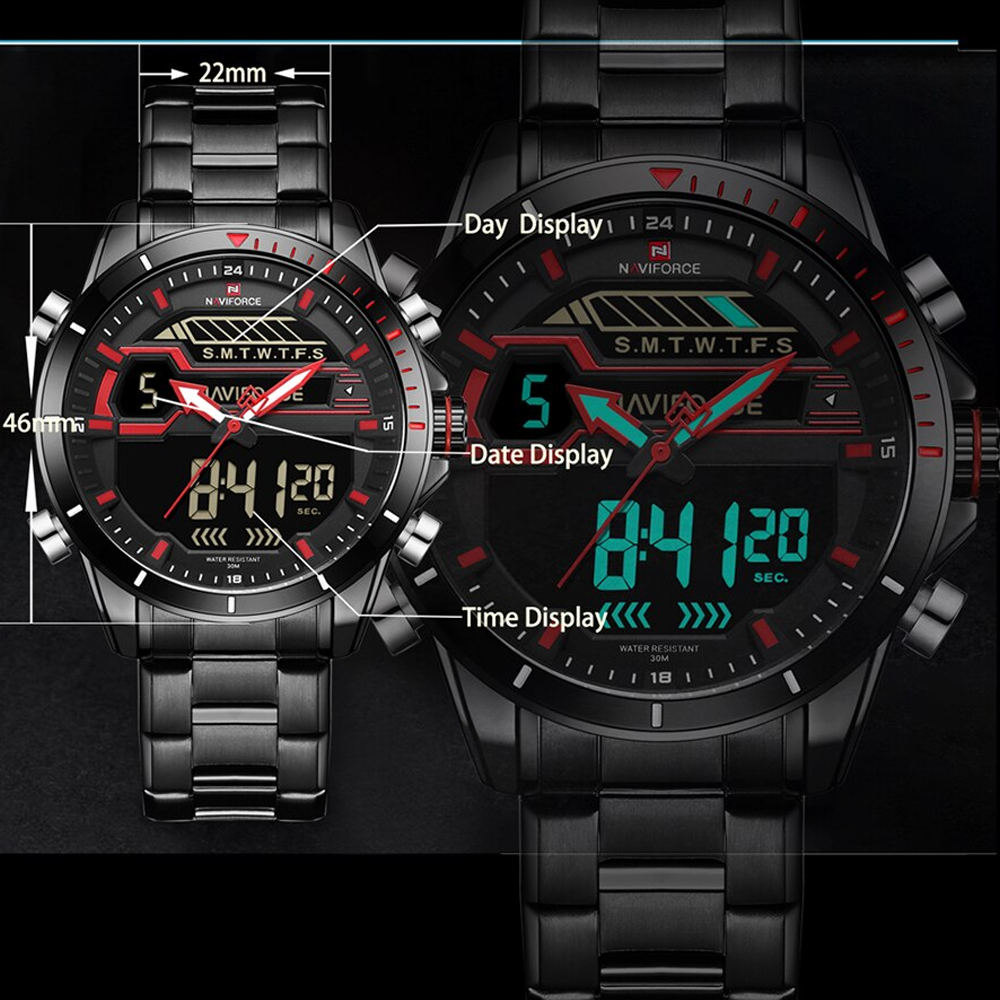 22mm
46mm
Day Display
Date Display
Time Display
24
NAVIFORCE
S.M.T.W.T.F.S
5
15
8:41 20
SEC.
WATER RESISTANT
30M
18
24
NAVIFORCE
S.M.T.W.T.F.S
5
15
8:41 20
SEC.
WATER RESISTANT
30M
18